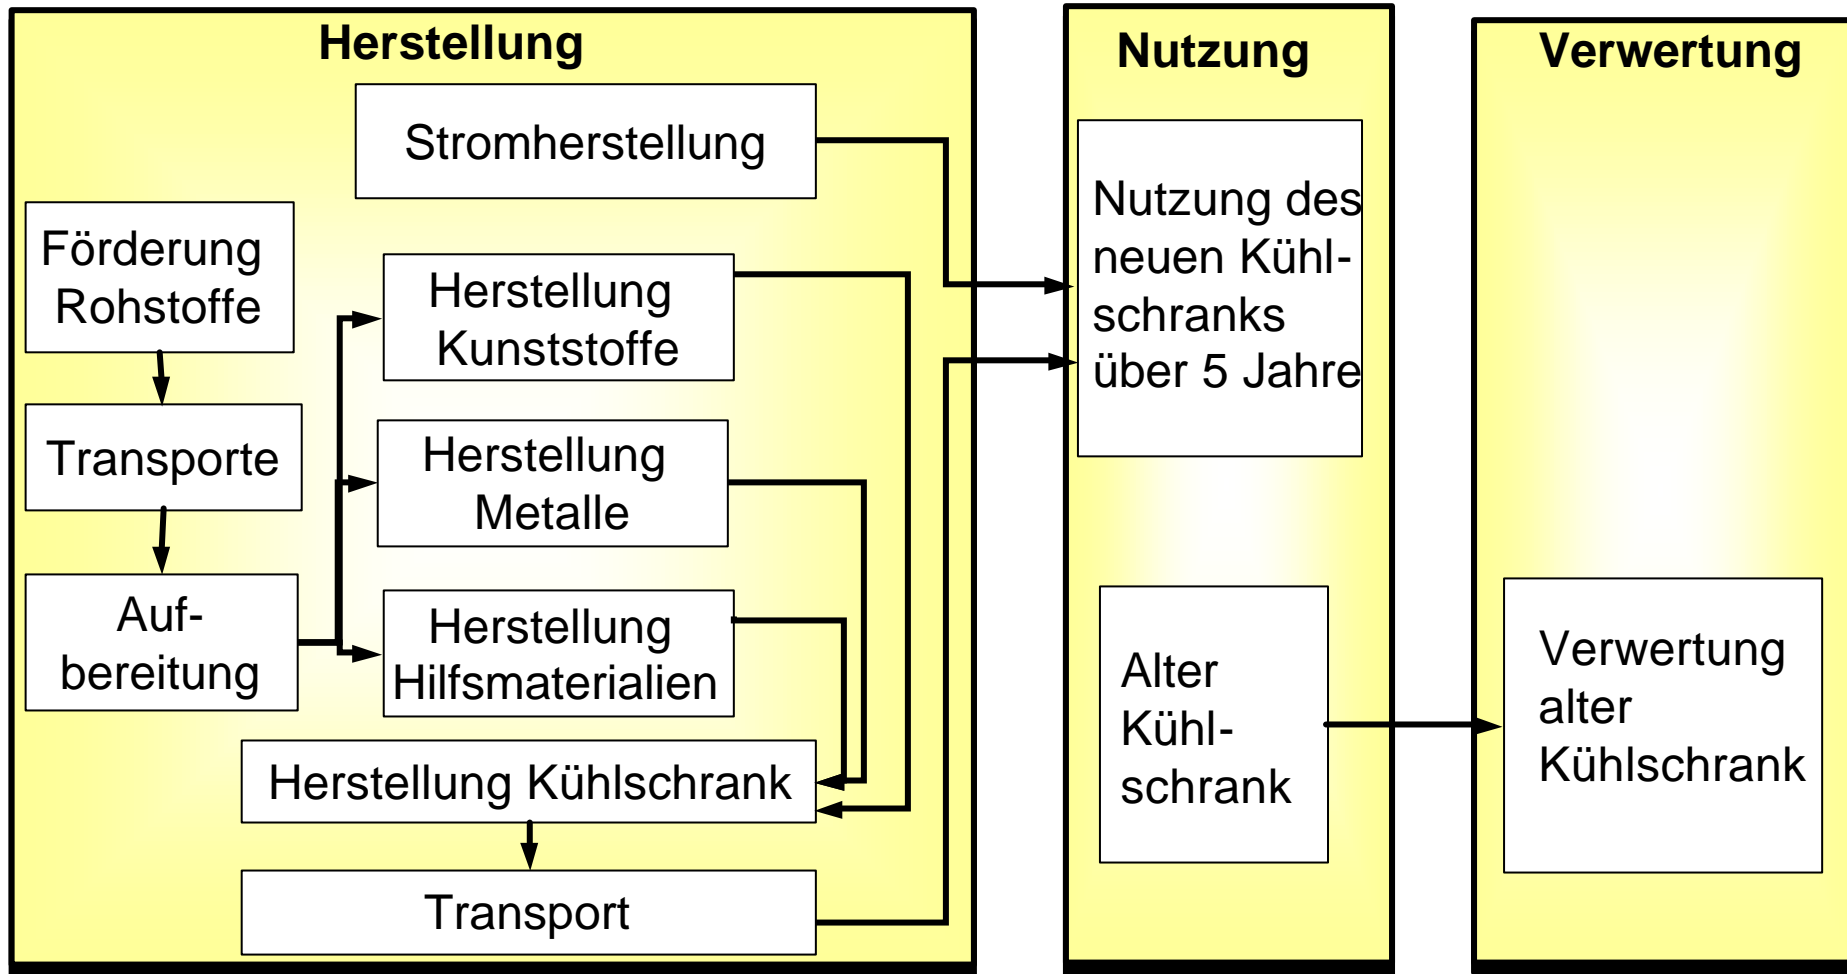 Herstellung
Stromherstellung
Förderung
Rohstoffe
Transporte
Auf-
bereitung
Herstellung
Kunststoffe
Herstellung
Metalle
Herstellung
Hilfsmaterialien
Herstellung Kühlschrank
Transport
Nutzung
Nutzung des
neuen Kühl-
schranks
über 5 Jahre
Alter
Kühl-
schrank
Verwertung
Verwertung
alter
Kühlschrank